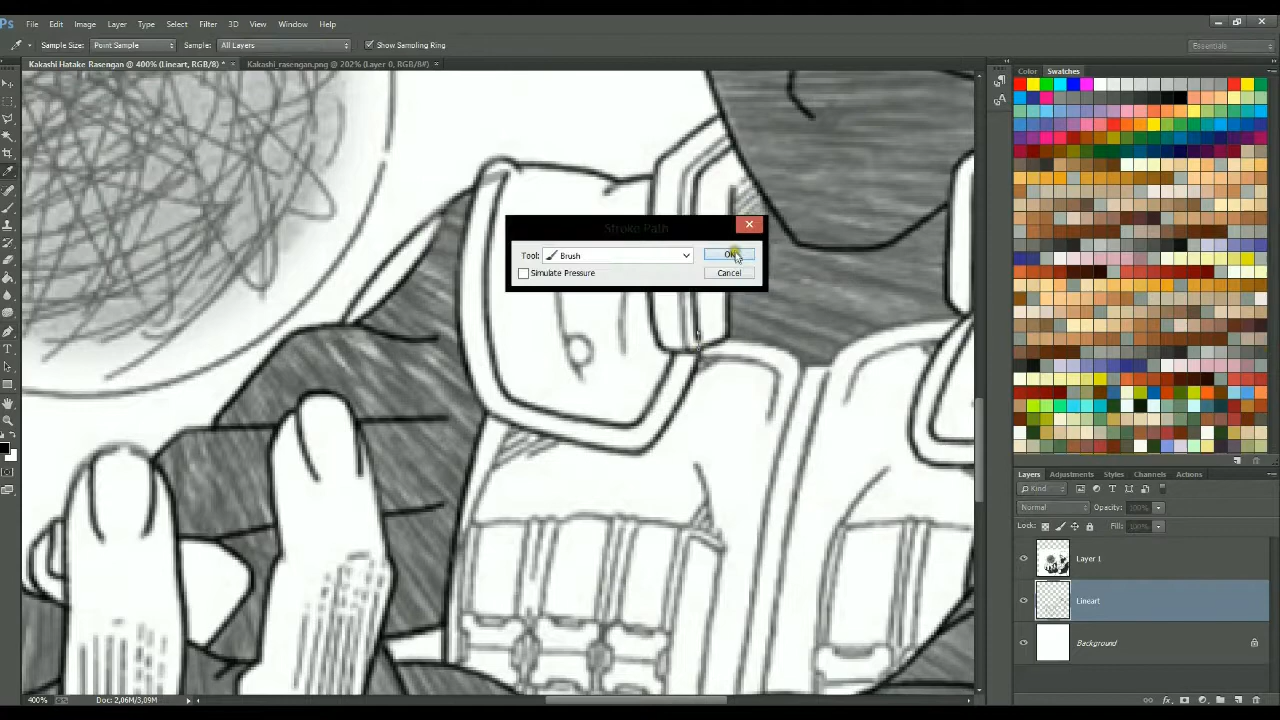 Ps File Edit Image Layer Type Select Filter 3D View Window Help
Sample Size: Point Sample Sample: All Layers Show Sampling Ring Essentials
Kakashi Hatake Rasengan @ 400% (Lineart, RGB/8) * × Kakashi_rasengan.png @ 202% (Layer 0, RGB/8#) ×
Color Swatches
Stroke Path
Tool: Brush OK
Simulate Pressure Cancel
Layers Adjustments Styles Channels Actions
Kind
Normal Opacity: 100%
Lock: Fill: 100%
Layer 1
Lineart
Background
400% Doc: 2,06M/3,09M